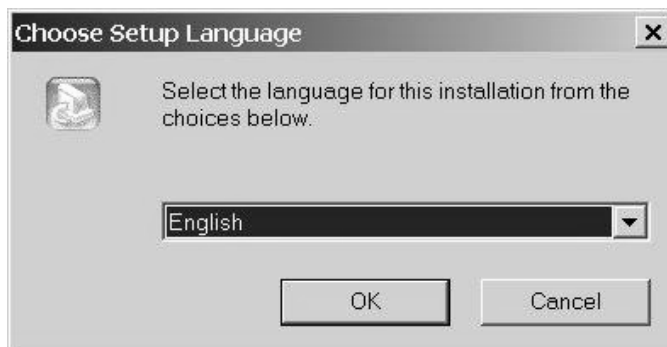 Choose Setup Language
Select the language for this installation from the
choices below.
English
OK
Cancel